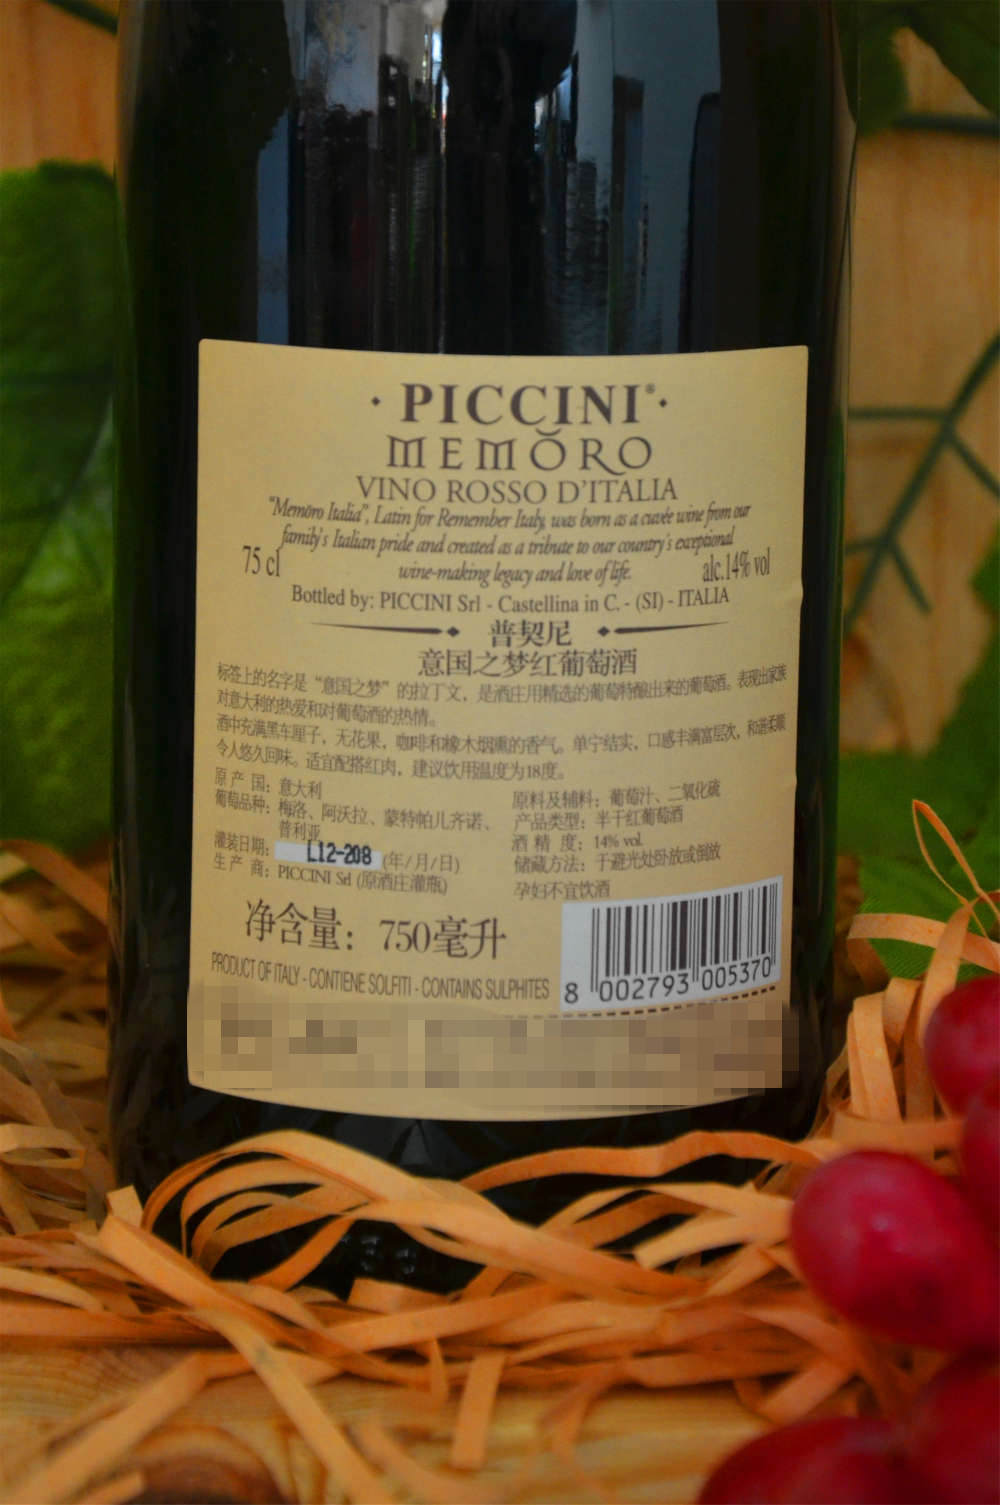 PICCINI®
MEMŎRO
VINO ROSSO D'ITALIA
"Memŏro Italia", Latin for Remember Italy, was born as a cuvée wine from our
family's Italian pride and created as a tribute to our country's exceptional
75 cl wine-making legacy and love of life. alc.14% vol
Bottled by: PICCINI Srl - Castellina in C. - (SI) - ITALIA
普契尼
意国之梦红葡萄酒
标签上的名字是“意国之梦”的拉丁文，是酒庄用精选的葡萄特酿出来的葡萄酒。表现出家族
对意大利的热爱和对葡萄酒的热情。
酒中充满黑车厘子，无花果，咖啡和橡木烟熏的香气。单宁结实，口感丰满富层次，和谐柔顺
令人悠久回味。适宜配搭红肉，建议饮用温度为18度。
原产国：意大利
葡萄品种：梅洛、阿沃拉、蒙特帕儿齐诺、
普利亚
灌装日期： L12-208 (年/月/日)
生产商：PICCINI Srl (原酒庄灌瓶)
原料及辅料：葡萄汁、二氧化硫
产品类型：半干红葡萄酒
酒精度：14% vol
储藏方法：于避光处卧放或倒放
孕妇不宜饮酒
净含量：750毫升
PRODUCT OF ITALY - CONTIENE SOLFITI - CONTAINS SULPHITES
8 002793 005370